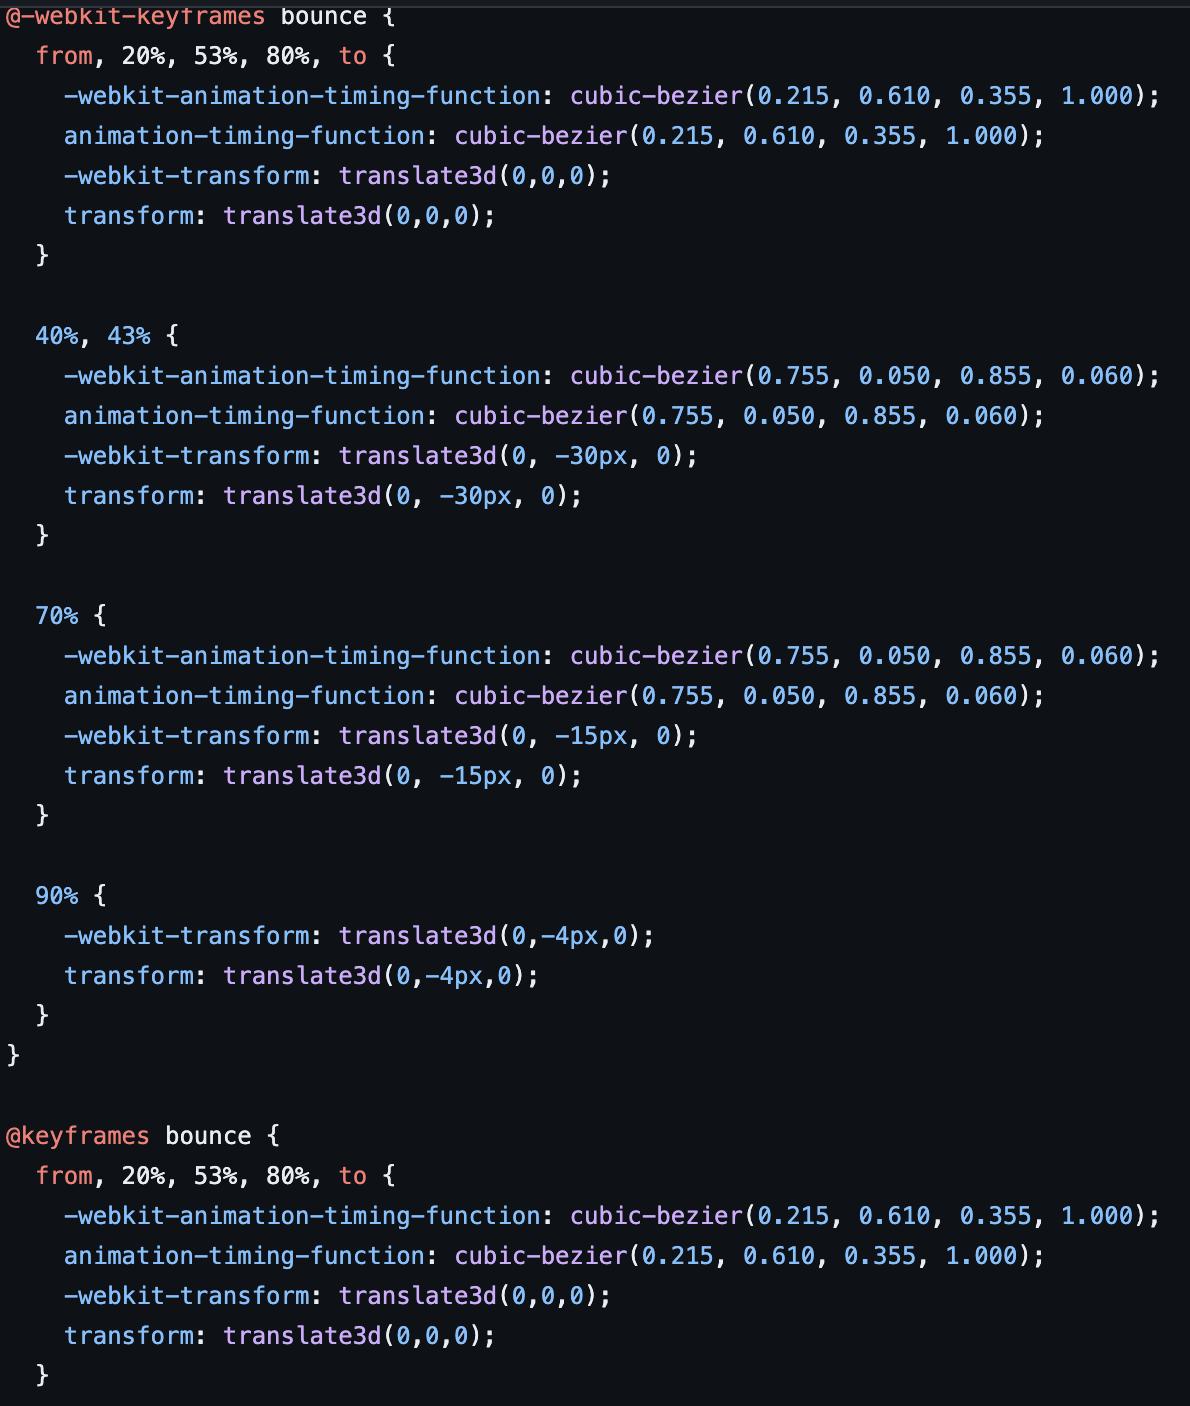 @-webkit-keyframes bounce {
  from, 20%, 53%, 80%, to {
    -webkit-animation-timing-function: cubic-bezier(0.215, 0.610, 0.355, 1.000);
    animation-timing-function: cubic-bezier(0.215, 0.610, 0.355, 1.000);
    -webkit-transform: translate3d(0,0,0);
    transform: translate3d(0,0,0);
  }

  40%, 43% {
    -webkit-animation-timing-function: cubic-bezier(0.755, 0.050, 0.855, 0.060);
    animation-timing-function: cubic-bezier(0.755, 0.050, 0.855, 0.060);
    -webkit-transform: translate3d(0, -30px, 0);
    transform: translate3d(0, -30px, 0);
  }

  70% {
    -webkit-animation-timing-function: cubic-bezier(0.755, 0.050, 0.855, 0.060);
    animation-timing-function: cubic-bezier(0.755, 0.050, 0.855, 0.060);
    -webkit-transform: translate3d(0, -15px, 0);
    transform: translate3d(0, -15px, 0);
  }

  90% {
    -webkit-transform: translate3d(0,-4px,0);
    transform: translate3d(0,-4px,0);
  }
}

@keyframes bounce {
  from, 20%, 53%, 80%, to {
    -webkit-animation-timing-function: cubic-bezier(0.215, 0.610, 0.355, 1.000);
    animation-timing-function: cubic-bezier(0.215, 0.610, 0.355, 1.000);
    -webkit-transform: translate3d(0,0,0);
    transform: translate3d(0,0,0);
  }